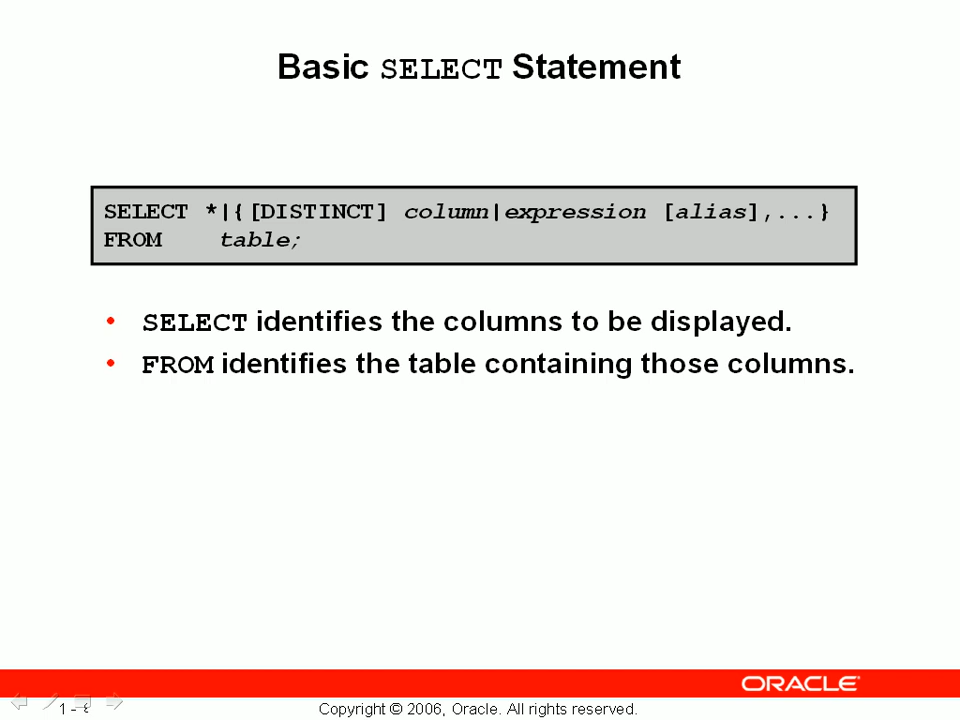 Basic SELECT Statement
SELECT *|{[DISTINCT] column|expression [alias],...}
FROM table;
• SELECT identifies the columns to be displayed.
• FROM identifies the table containing those columns.
ORACLE
1 -
Copyright © 2006, Oracle. All rights reserved.